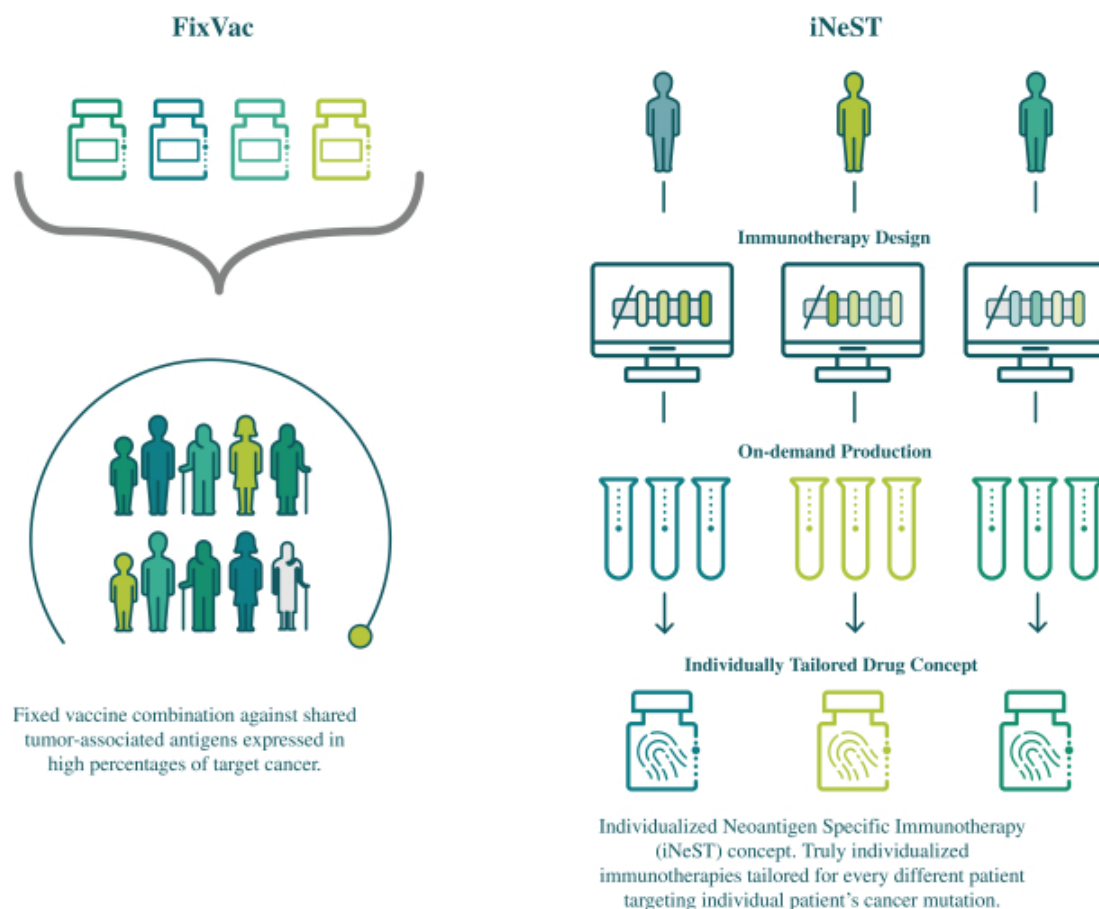 FixVac
Fixed vaccine combination against shared
tumor-associated antigens expressed in
high percentages of target cancer.
iNeST
Immunotherapy Design
On-demand Production
Individually Tailored Drug Concept
Individualized Neoantigen Specific Immunotherapy
(iNeST) concept. Truly individualized
immunotherapies tailored for every different patient
targeting individual patient's cancer mutation.